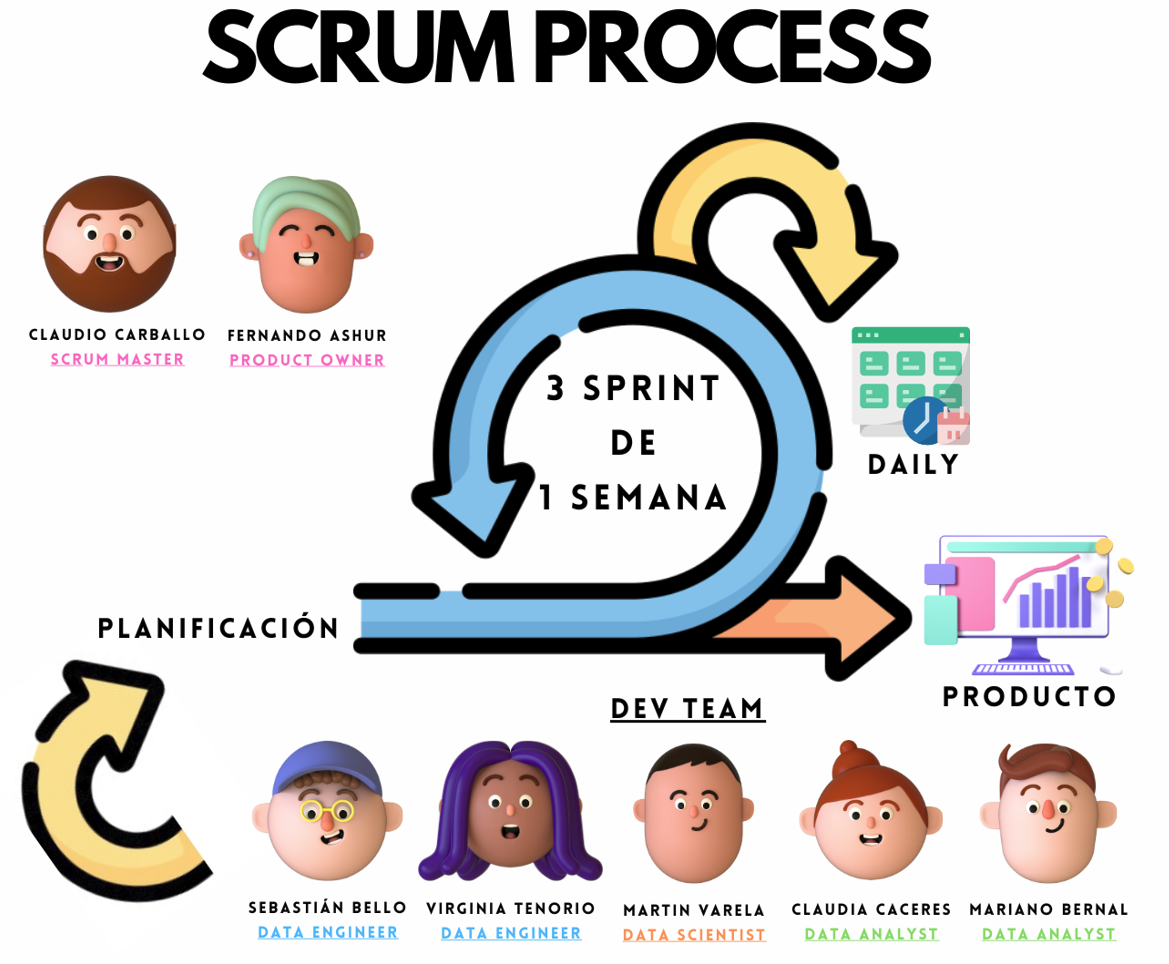 SCRUM PROCESS
CLAUDIO CARBALLO
SCRUM MASTER
FERNANDO ASHUR
PRODUCT OWNER
3 SPRINT
DE
1 SEMANA
DAILY
PLANIFICACIÓN
PRODUCTO
DEV TEAM
SEBASTIÁN BELLO
DATA ENGINEER
VIRGINIA TENORIO
DATA ENGINEER
MARTIN VARELA
DATA SCIENTIST
CLAUDIA CACERES
DATA ANALYST
MARIANO BERNAL
DATA ANALYST